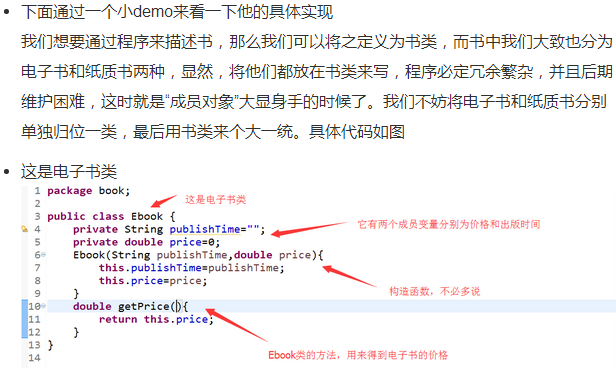 下面通过一个小demo来看一下他的具体实现
我们想要通过程序来描述书，那么我们可以将之定义为书类，而书中我们大致也分为
电子书和纸质书两种，显然，将他们都放在书类来写，程序必定冗余繁杂，并且后期
维护困难，这时就是“成员对象”大显身手的时候了。我们不妨将电子书和纸质书分别
单独归位一类，最后用书类来个大一统。具体代码如图
这是电子书类
1 package book;
2
这是电子书类
3 public class Ebook {
4 private String publishTime="";
它有两个成员变量分别为价格和出版时间
5 private double price=0;
6 Ebook(String publishTime,double price){
7 this.publishTime=publishTime;
8 this.price=price;
构造函数，不必多说
9 }
10 double getPrice(){
11 return this.price;
12 }
Ebook类的方法，用来得到电子书的价格
13 }
14